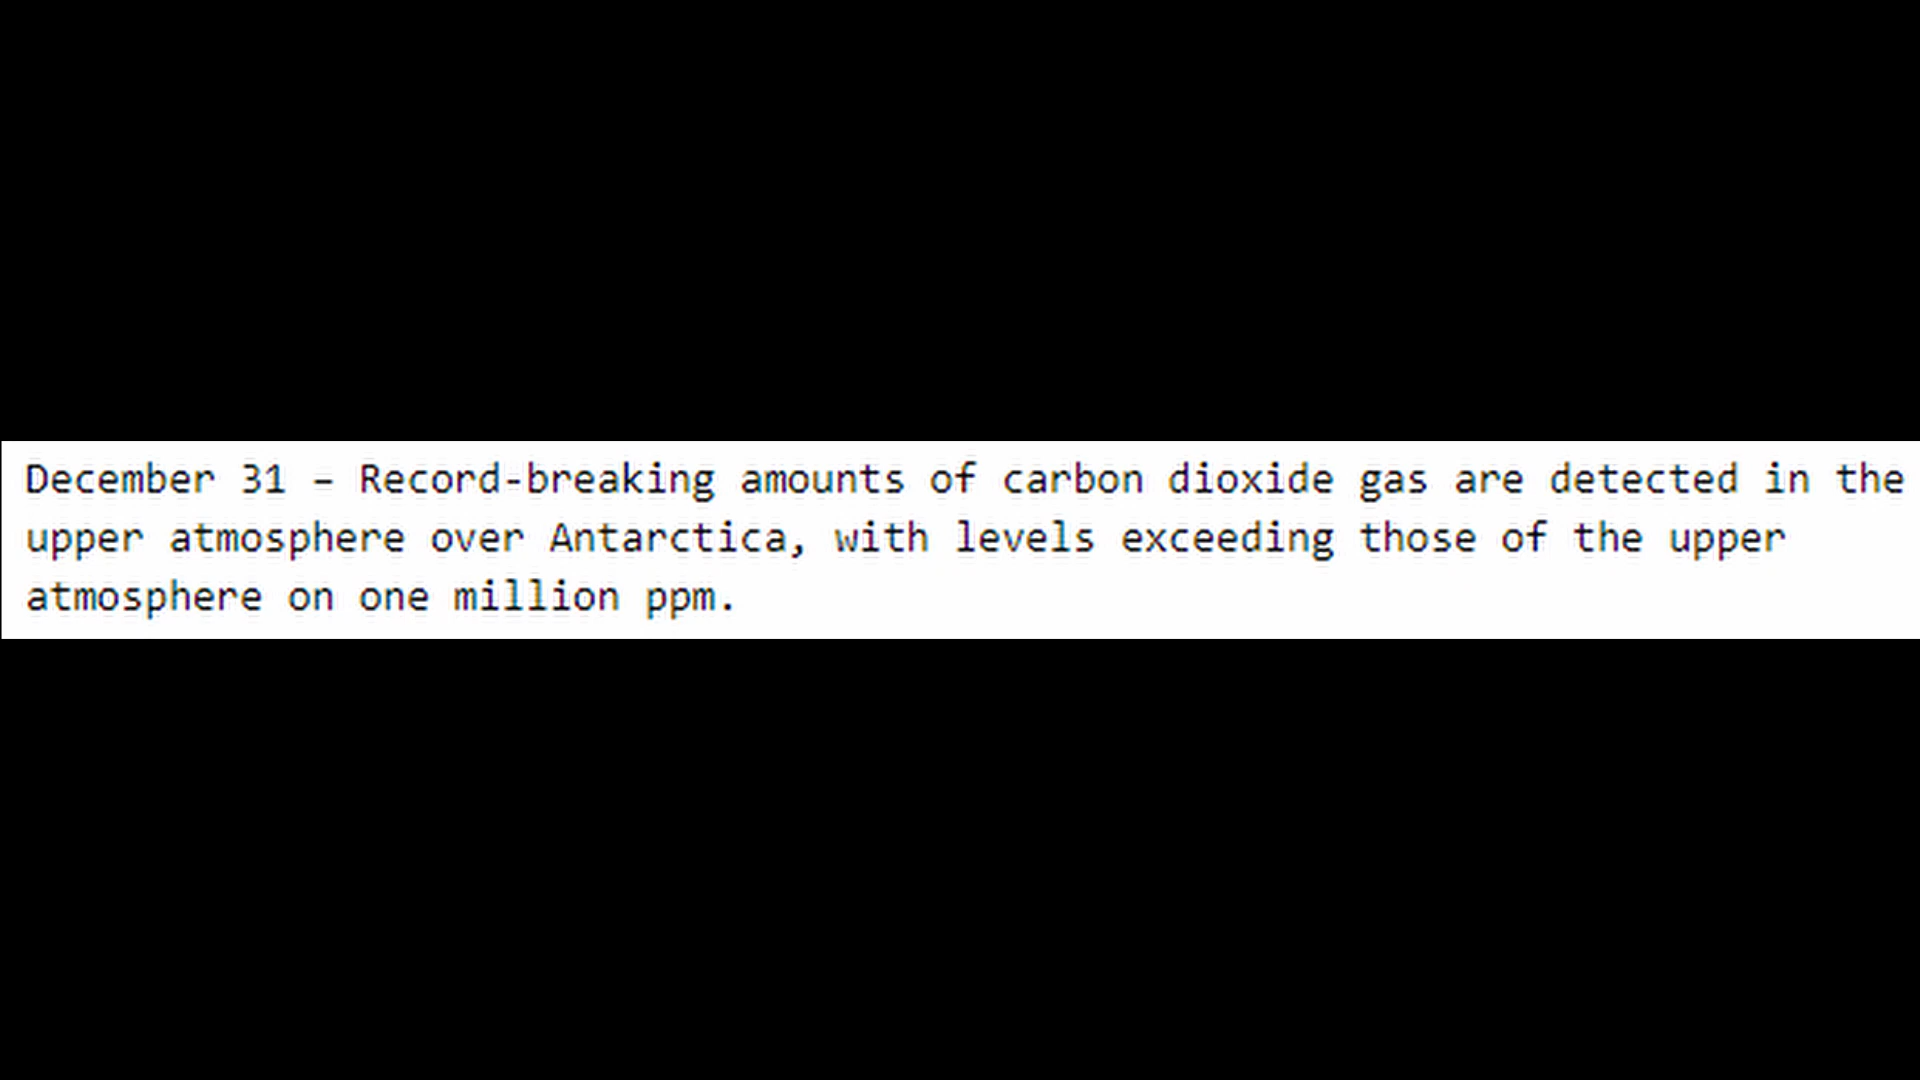 December 31 – Record-breaking amounts of carbon dioxide gas are detected in the
upper atmosphere over Antarctica, with levels exceeding those of the upper
atmosphere on one million ppm.